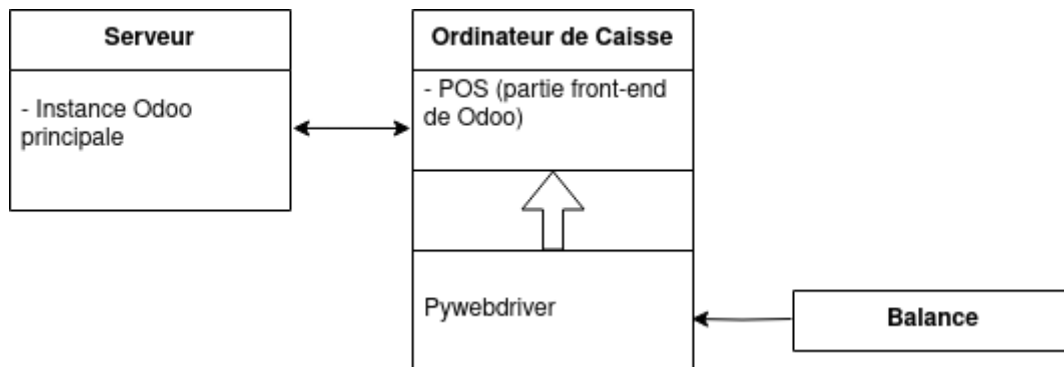 Serveur
- Instance Odoo
principale
Ordinateur de Caisse
- POS (partie front-end
de Odoo)
Pywebdriver
Balance